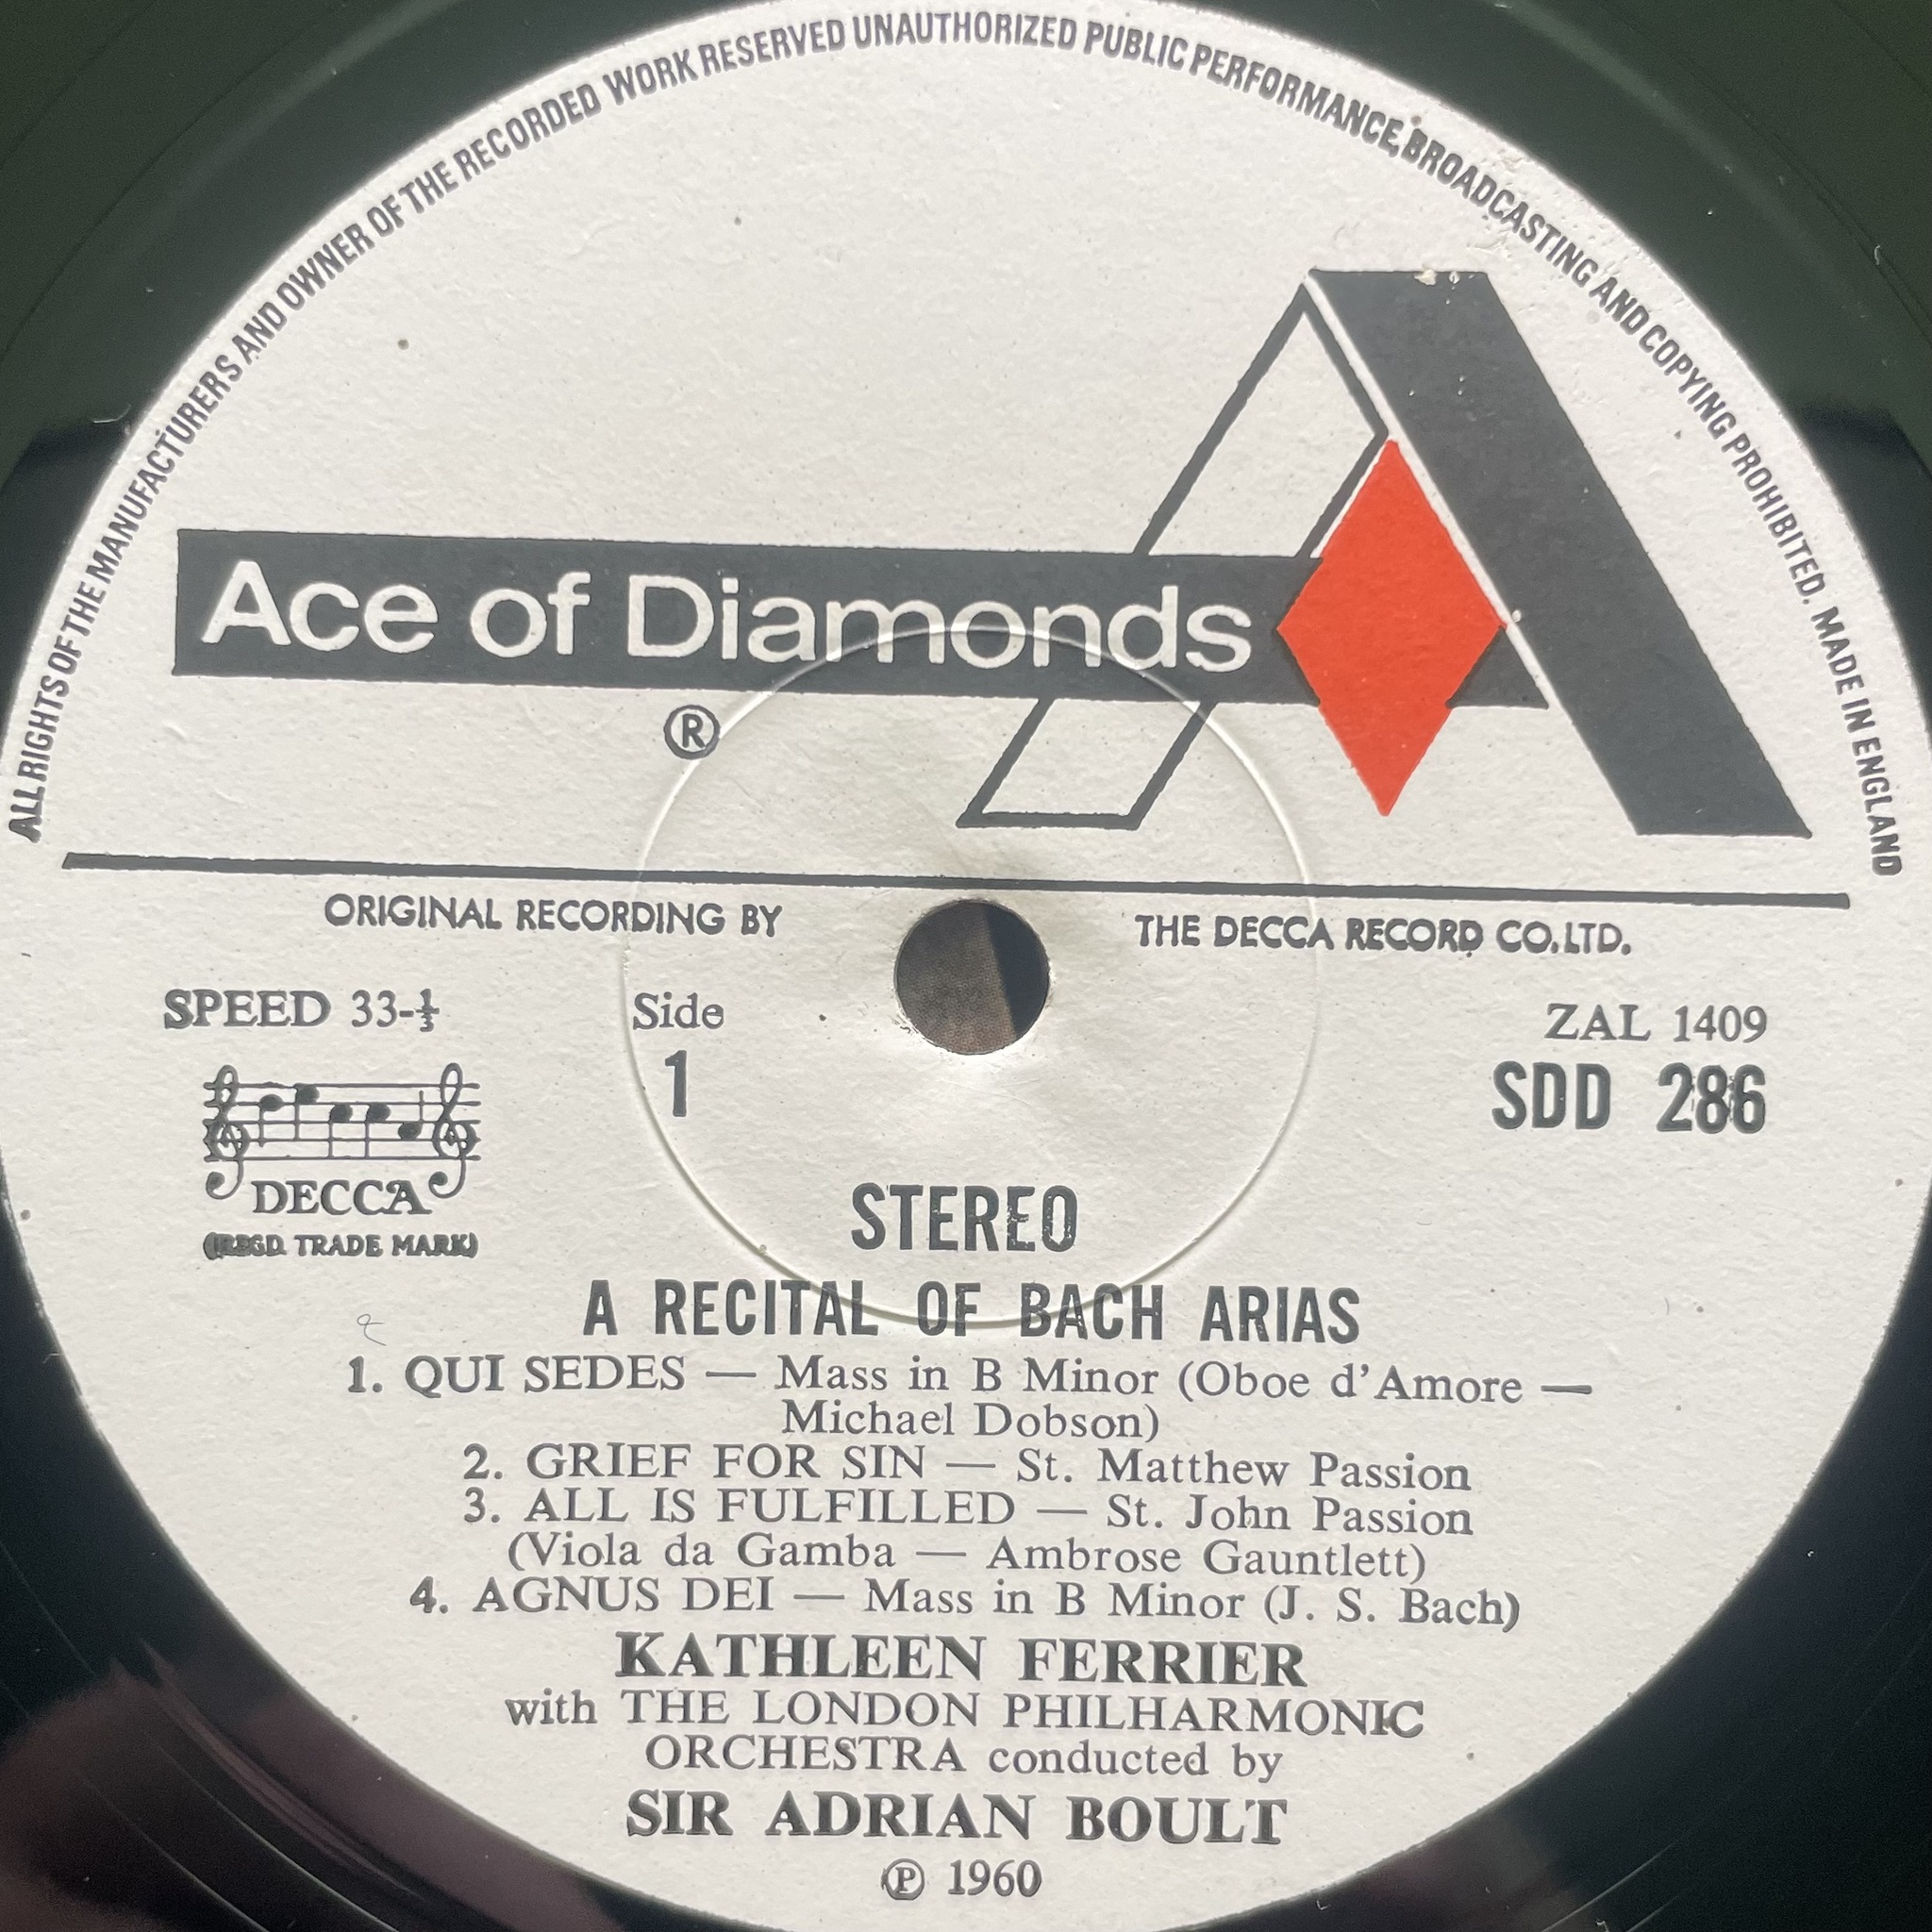 ALL RIGHTS OF THE MANUFACTURERS AND OWNER OF THE RECORDED WORK RESERVED UNAUTHORIZED PUBLIC PERFORMANCE, BROADCASTING AND COPYING PROHIBITED. MADE IN ENGLAND
Ace of Diamonds
®
ORIGINAL RECORDING BY THE DECCA RECORD CO. LTD.
SPEED 33-⅓ Side ZAL 1409
1 SDD 286
DECCA
(REGD. TRADE MARK)
STEREO
A RECITAL OF BACH ARIAS
1. QUI SEDES — Mass in B Minor (Oboe d'Amore —
Michael Dobson)
2. GRIEF FOR SIN — St. Matthew Passion
3. ALL IS FULFILLED — St. John Passion
(Viola da Gamba — Ambrose Gauntlett)
4. AGNUS DEI — Mass in B Minor (J. S. Bach)
KATHLEEN FERRIER
with THE LONDON PHILHARMONIC
ORCHESTRA conducted by
SIR ADRIAN BOULT
℗ 1960